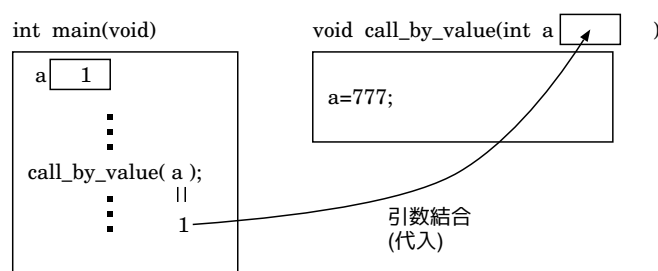 int main(void)
a 1
call_by_value( a );
1
void call_by_value(int a )
a=777;
引数結合
(代入)